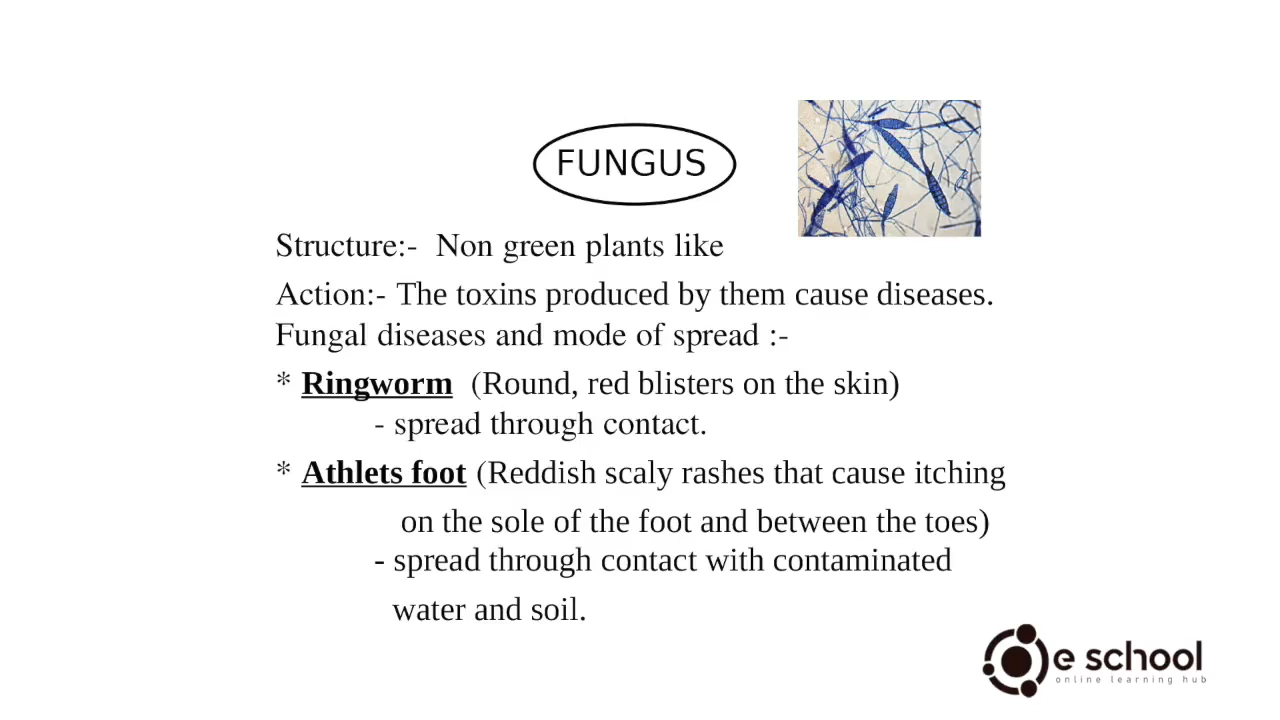 FUNGUS
Structure:- Non green plants like
Action:- The toxins produced by them cause diseases.
Fungal diseases and mode of spread :-
* Ringworm (Round, red blisters on the skin)
- spread through contact.
* Athlets foot (Reddish scaly rashes that cause itching
on the sole of the foot and between the toes)
- spread through contact with contaminated
water and soil.
e school
online learning hub